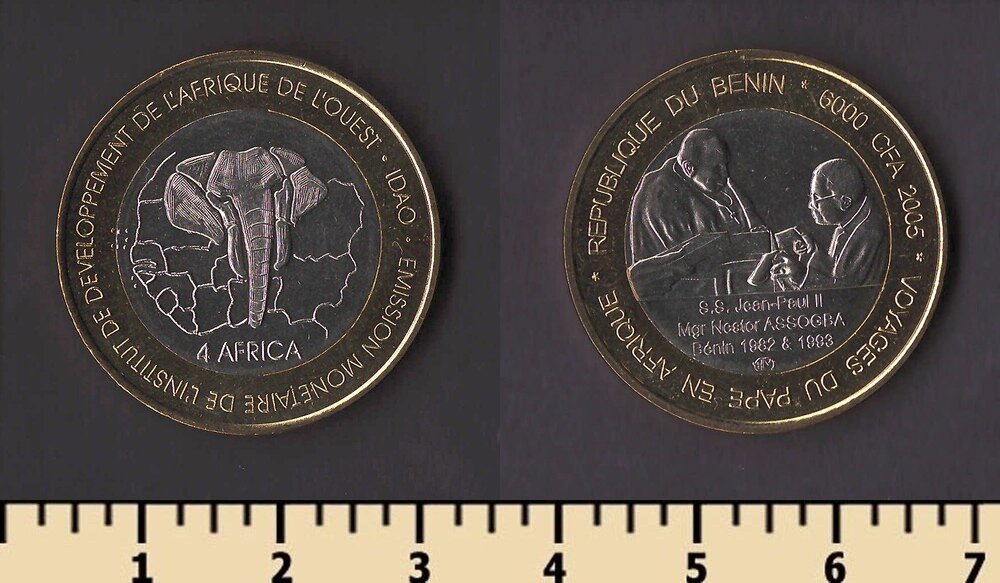 ÉMISSION MONÉTAIRE DE L'INSTITUT DE DEVELOPPEMENT DE L'AFRIQUE DE L'OUEST • IDAO •
4 AFRICA
* REPUBLIQUE DU BENIN * 6000 CFA 2005 * VOYAGES DU PAPE EN AFRIQUE
S.S. Jean-Paul II
Mgr Nestor ASSOGBA
Bénin 1982 & 1993
1 2 3 4 5 6 7